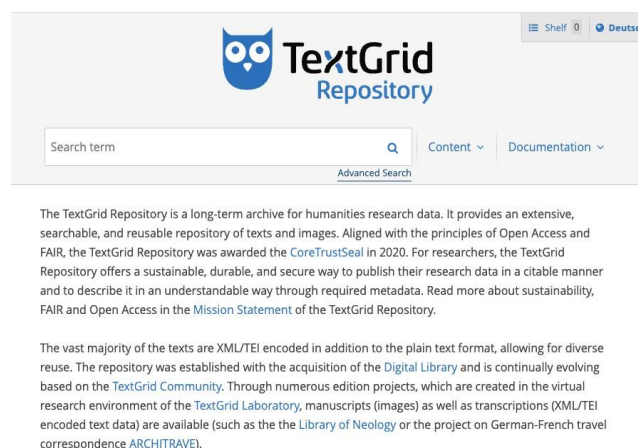 Shelf 0 Deutsc
TextGrid
Repository
Search term
Content
Documentation
Advanced Search
The TextGrid Repository is a long-term archive for humanities research data. It provides an extensive,
searchable, and reusable repository of texts and images. Aligned with the principles of Open Access and
FAIR, the TextGrid Repository was awarded the CoreTrustSeal in 2020. For researchers, the TextGrid
Repository offers a sustainable, durable, and secure way to publish their research data in a citable manner
and to describe it in an understandable way through required metadata. Read more about sustainability,
FAIR and Open Access in the Mission Statement of the TextGrid Repository.
The vast majority of the texts are XML/TEI encoded in addition to the plain text format, allowing for diverse
reuse. The repository was established with the acquisition of the Digital Library and is continually evolving
based on the TextGrid Community. Through numerous edition projects, which are created in the virtual
research environment of the TextGrid Laboratory, manuscripts (images) as well as transcriptions (XML/TEI
encoded text data) are available (such as the the Library of Neology or the project on German-French travel
correspondence ARCHITRAVE).